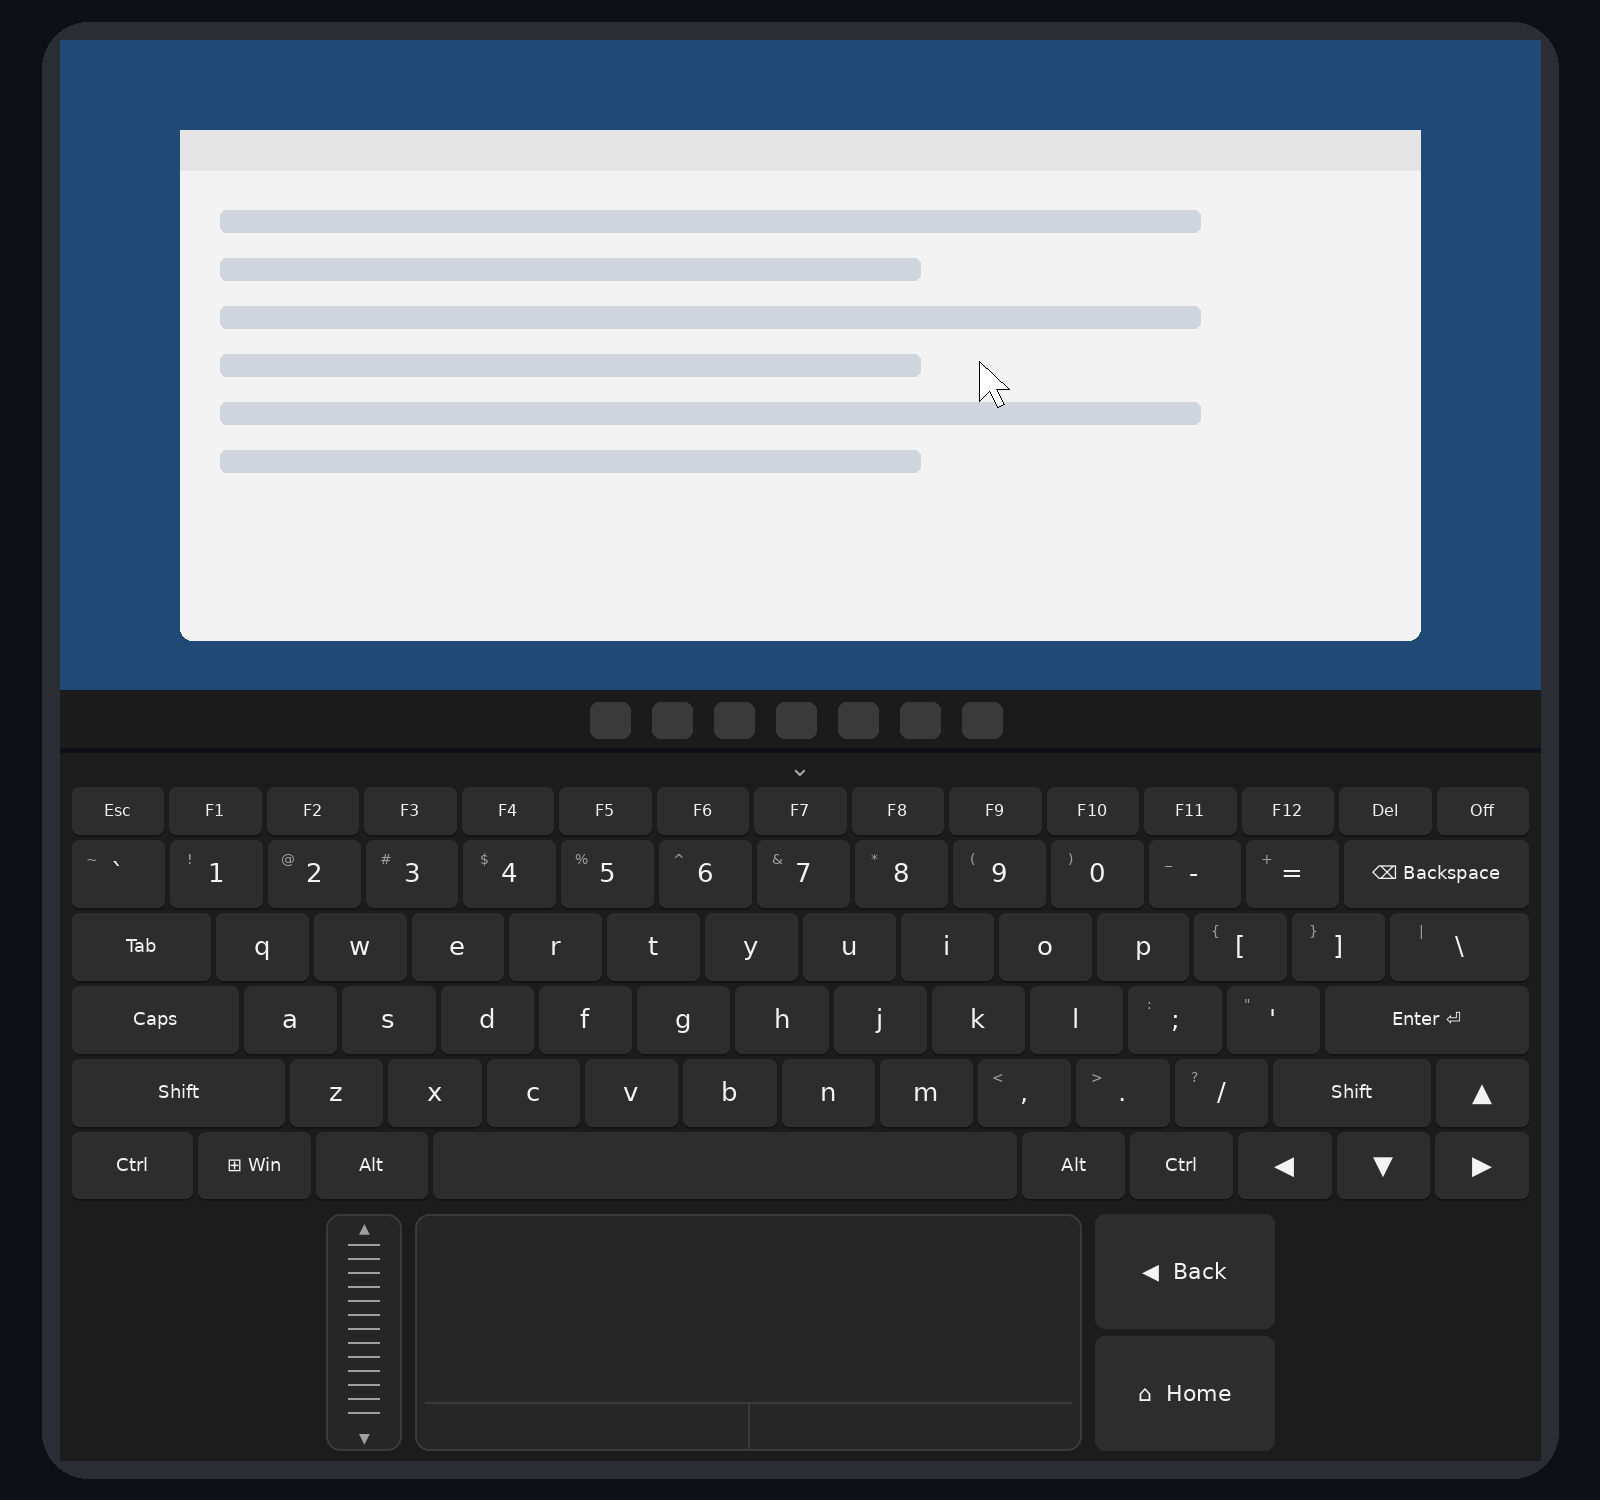 Esc F1 F2 F3 F4 F5 F6 F7 F8 F9 F10 F11 F12 Del Off
~ ` ! 1 @ 2 # 3 $ 4 % 5 ^ 6 & 7 * 8 ( 9 ) 0 _ - + = ⌫ Backspace
Tab q w e r t y u i o p { [ } ] | \
Caps a s d f g h j k l : ; " ' Enter ⏎
Shift z x c v b n m < , > . ? / Shift ▲
Ctrl ⊞ Win Alt Alt Ctrl ◀ ▼ ▶
▲
◀ Back
⌂ Home
▼